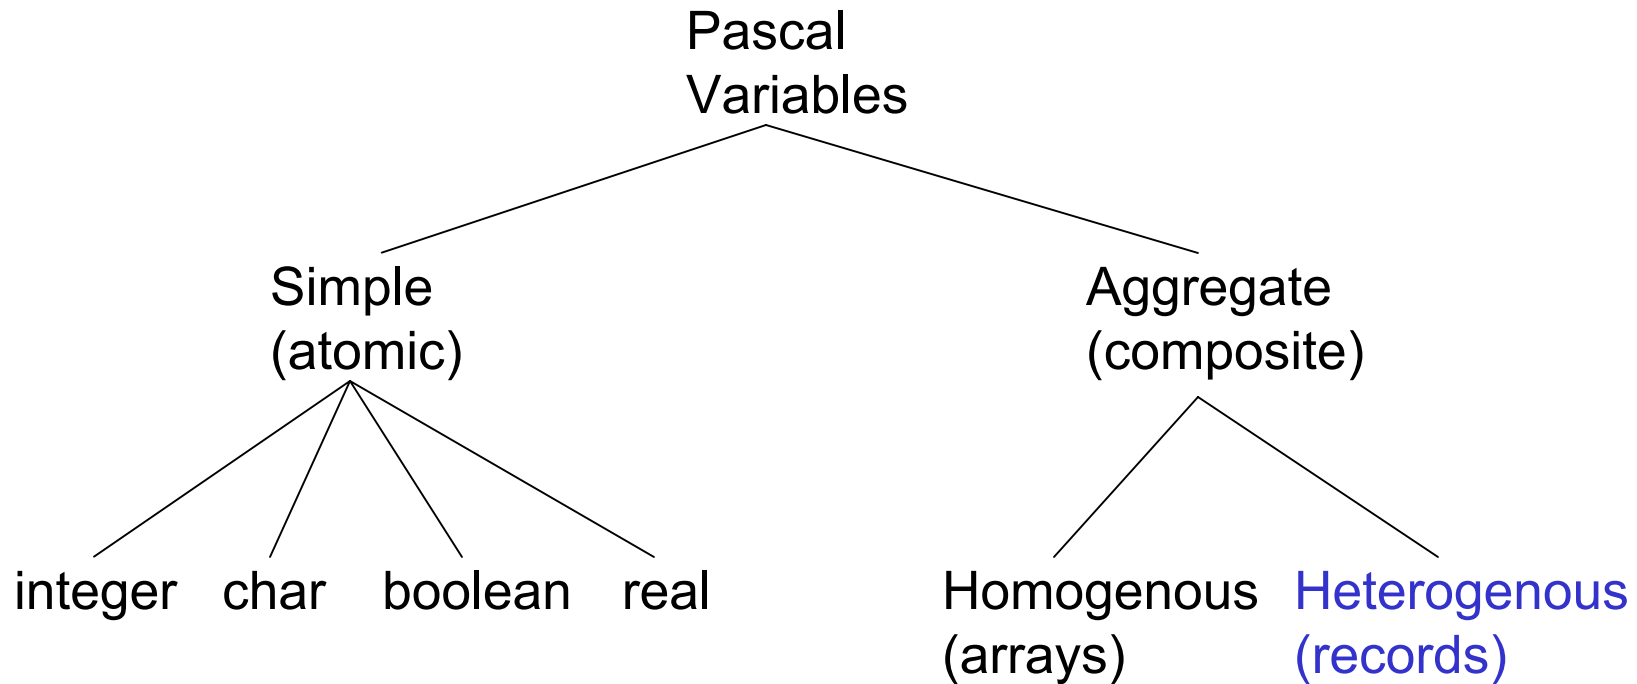 Pascal
Variables
Simple
(atomic)
Aggregate
(composite)
integer char boolean real
Homogenous
(arrays)
Heterogenous
(records)